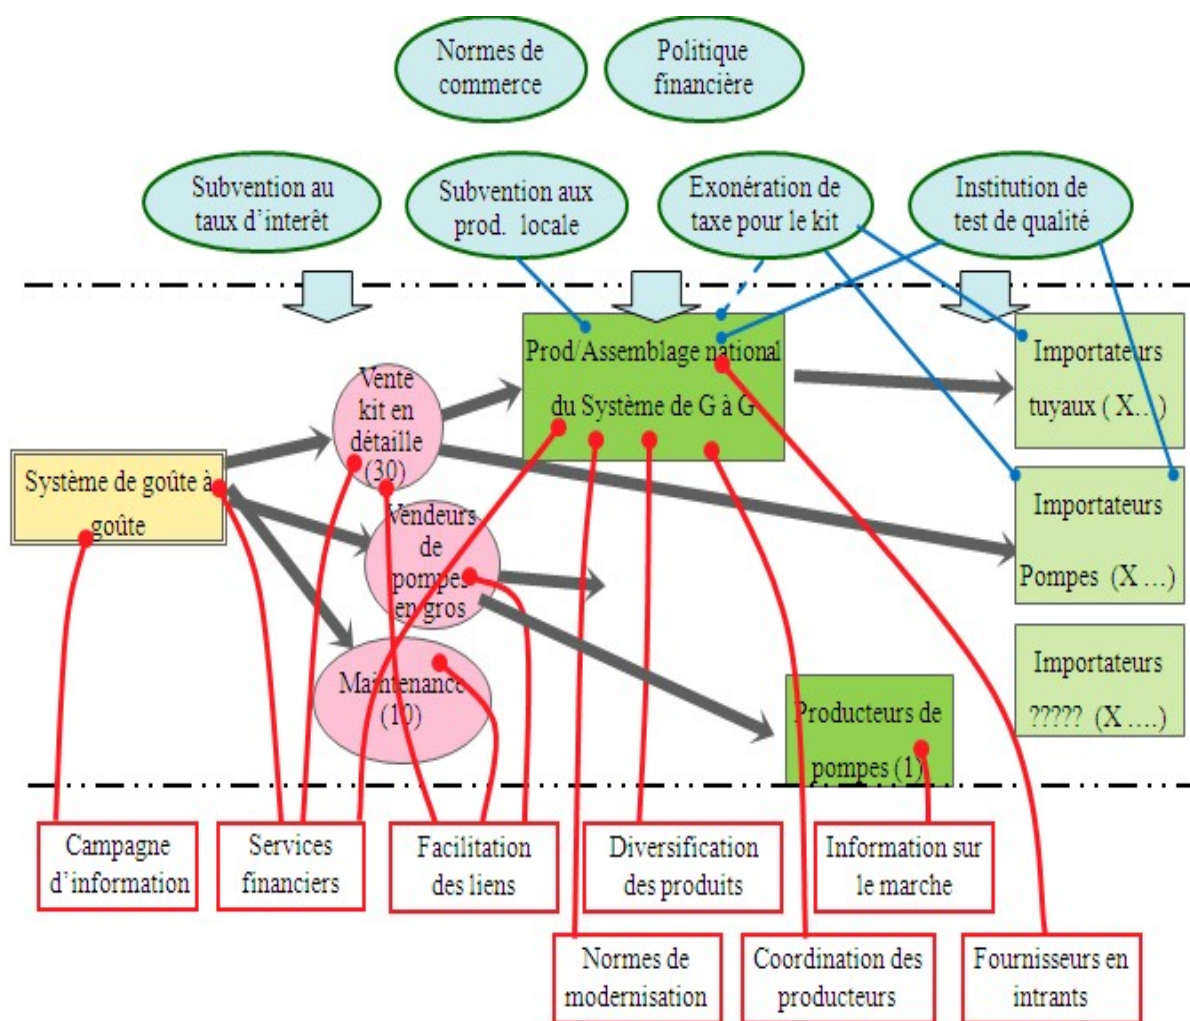 Normes de
commerce
Politique
financière
Subvention au
taux d’interêt
Subvention aux
prod. locale
Exonération de
taxe pour le kit
Institution de
test de qualité
Prod/Assemblage national
du Système de G à G
Importateurs
tuyaux ( X…)
Vente
kit en
détaille
(30)
Système de goûte à
goûte
Importateurs
Pompes (X …)
Vendeurs
de
pompes
en gros
Maintenance
(10)
Importateurs
????? (X ….)
Producteurs de
pompes (1)
Campagne
d’information
Services
financiers
Facilitation
des liens
Diversification
des produits
Information sur
le marche
Normes de
modernisation
Coordination des
producteurs
Fournisseurs en
intrants